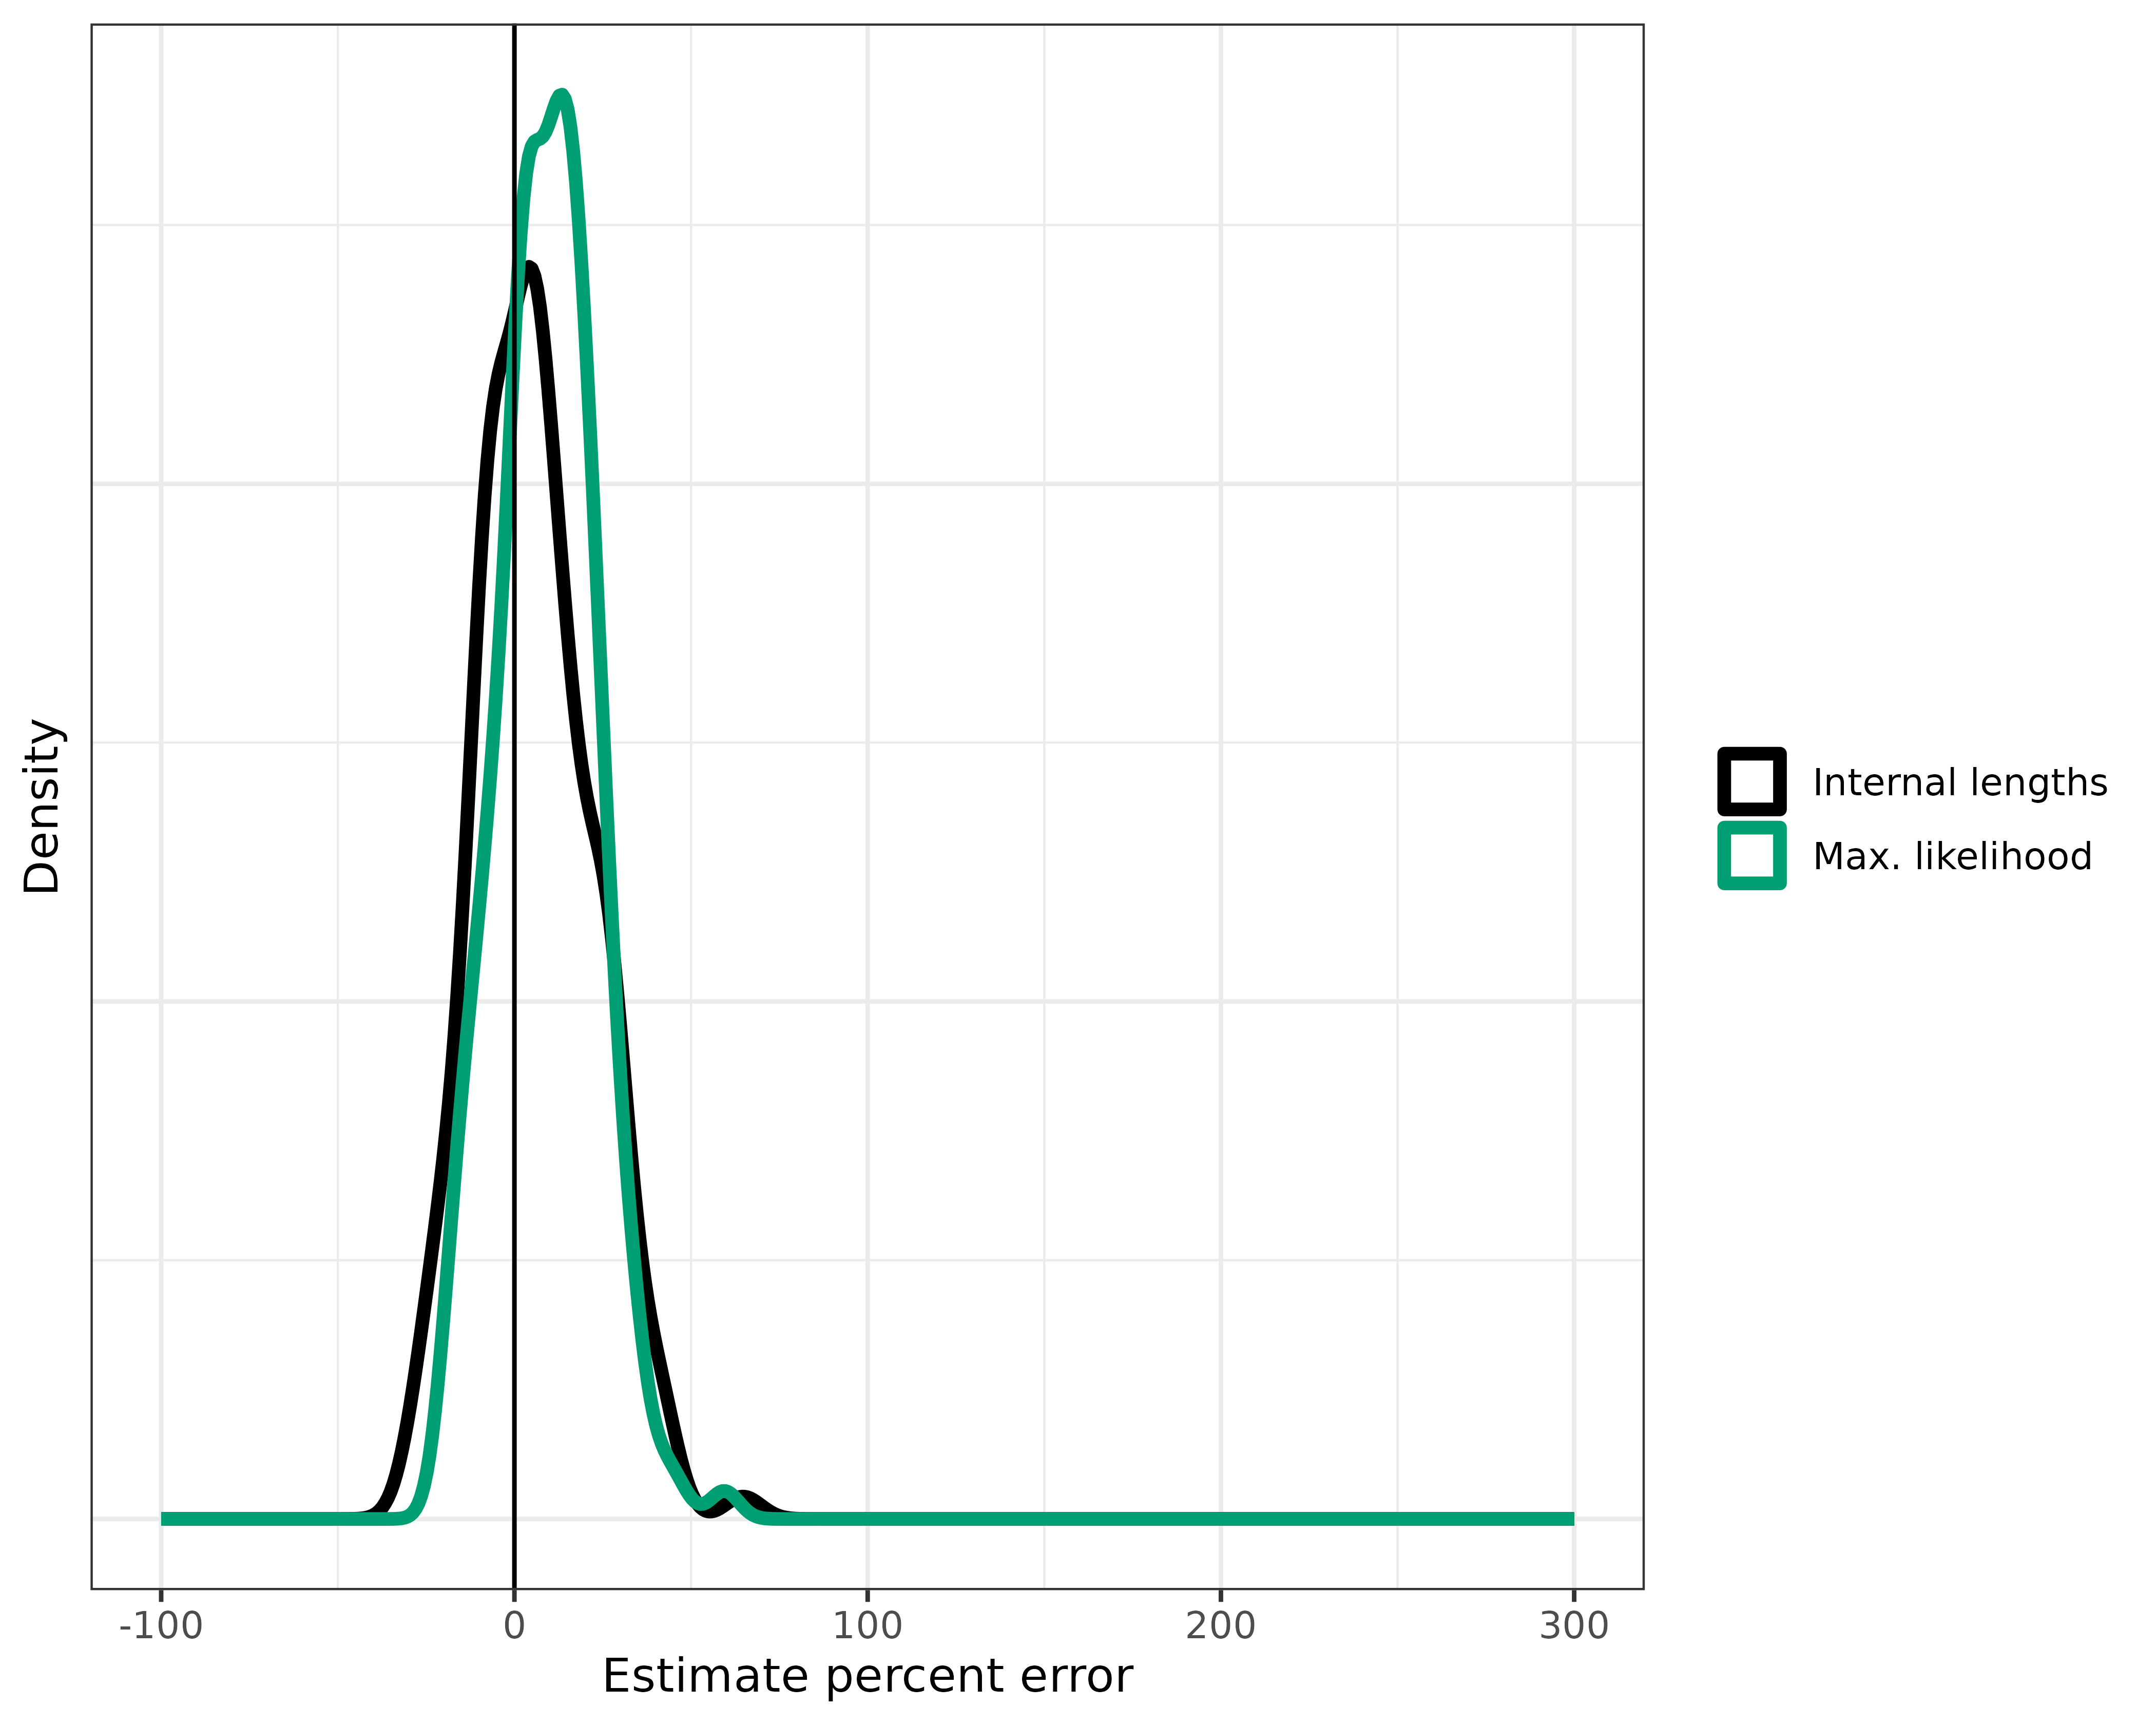 Density
Internal lengths
Max. likelihood
-100 0 100 200 300
Estimate percent error